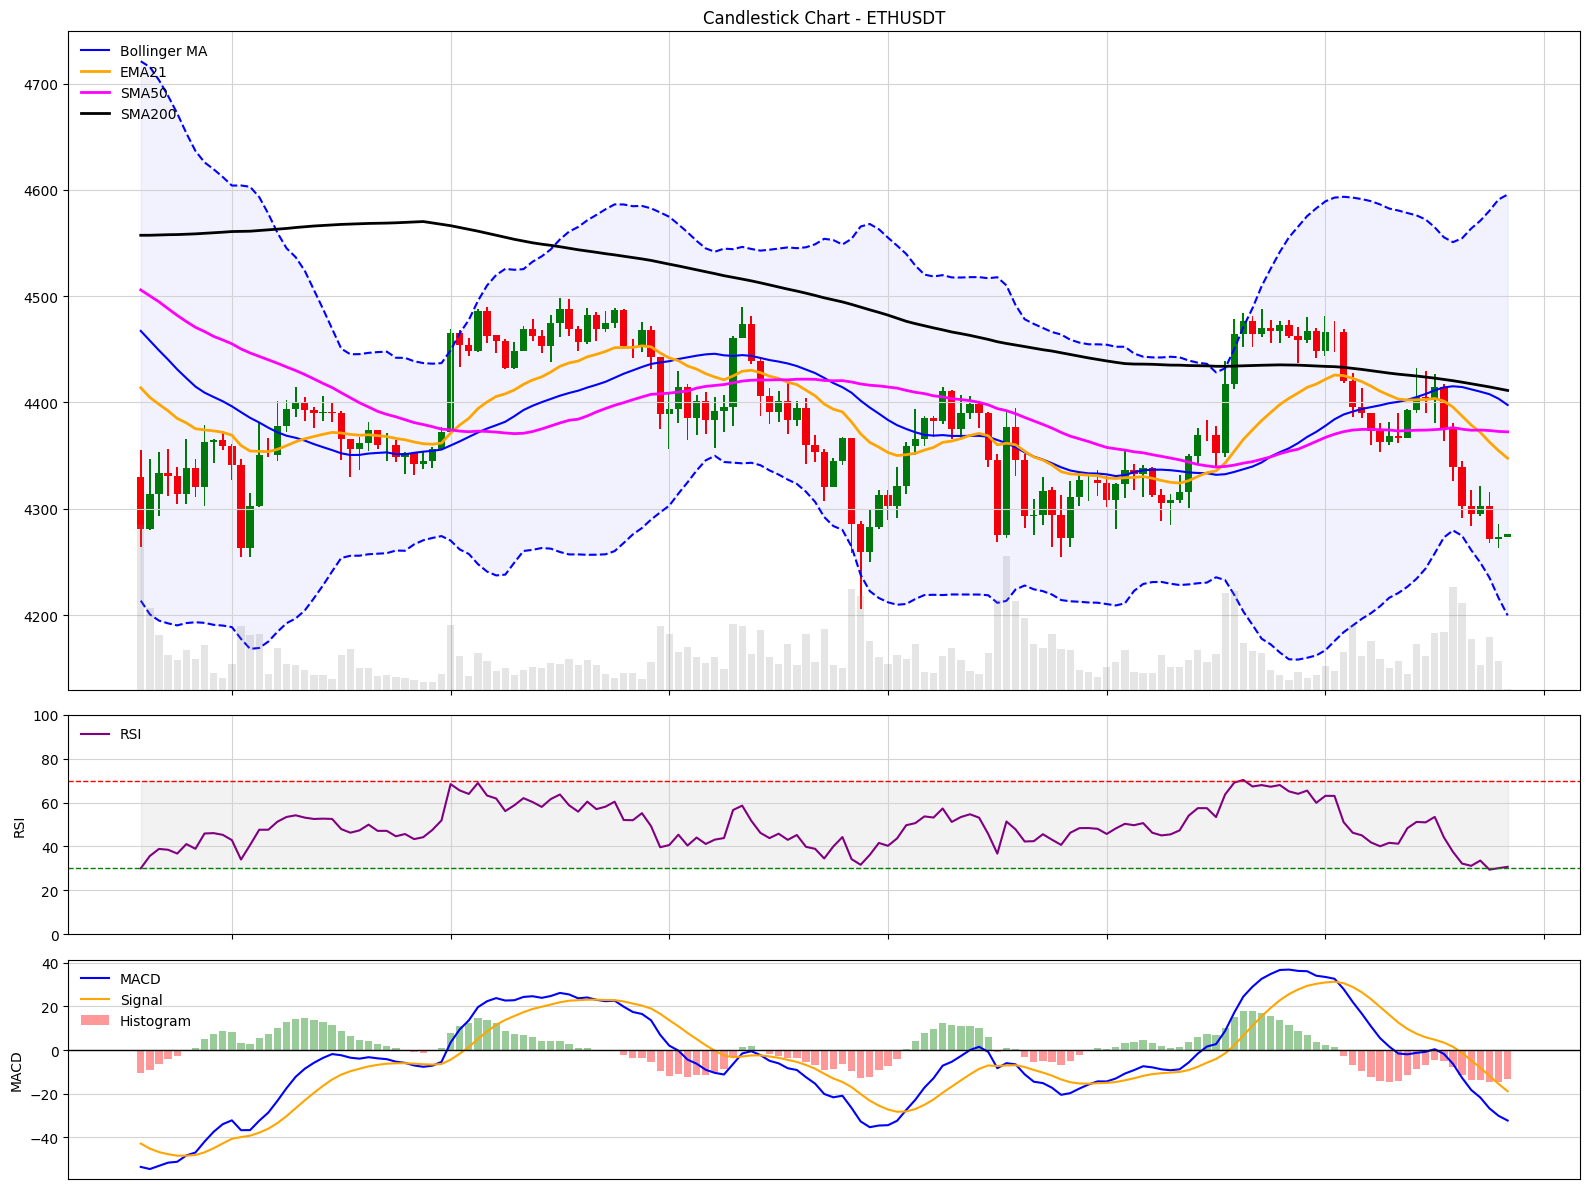 Candlestick Chart - ETHUSDT
Bollinger MA
EMA21
SMA50
SMA200
4700
4600
4500
4400
4300
4200
RSI
100
80
60
40
20
0
RSI
MACD
Signal
Histogram
40
20
0
−20
−40
MACD